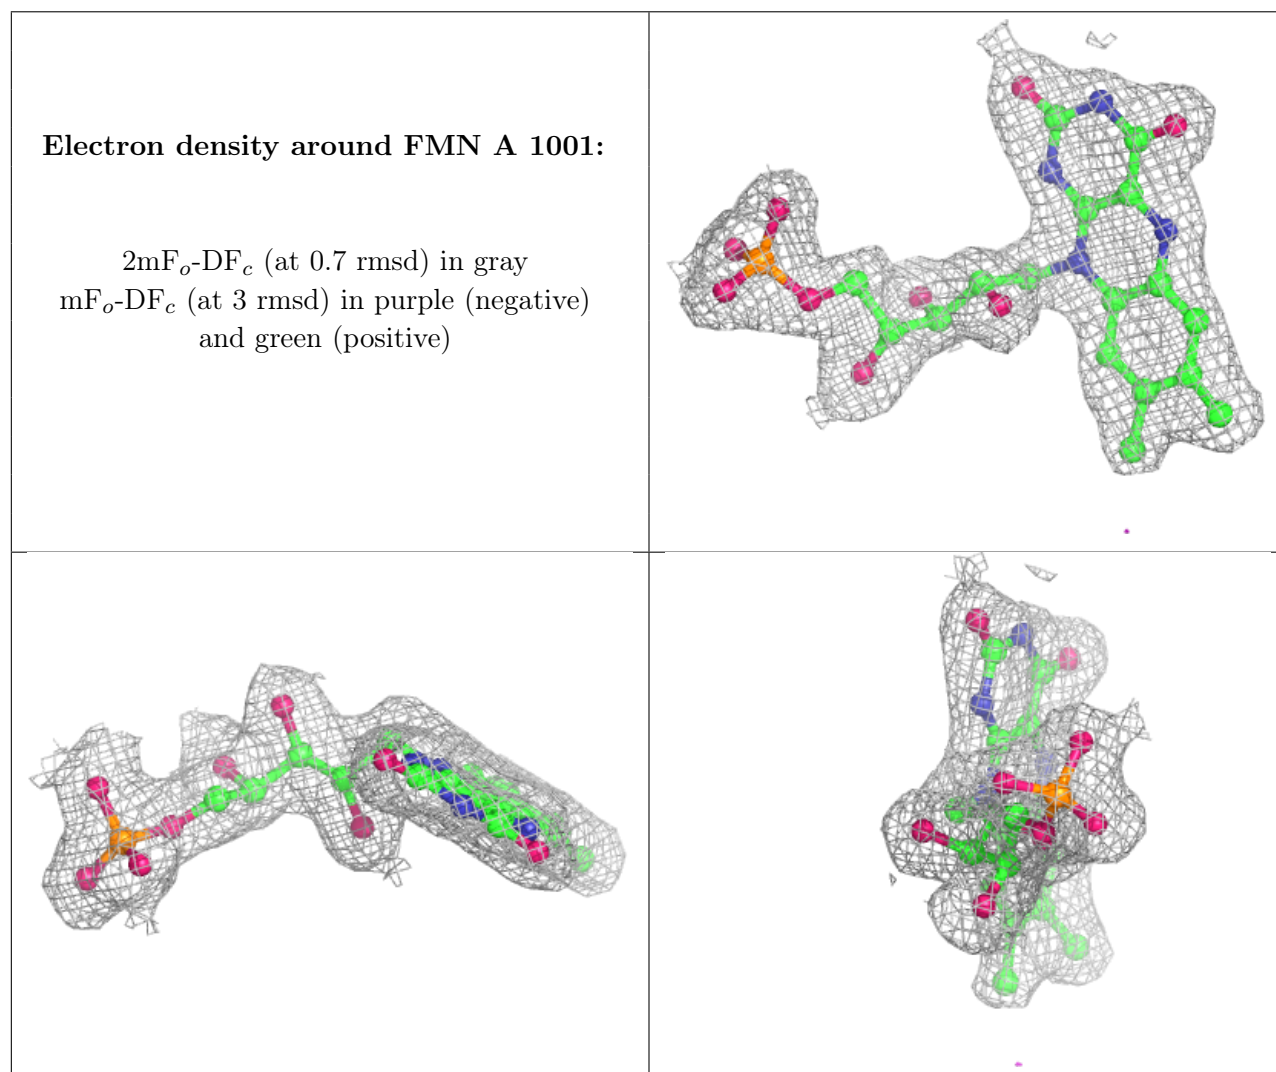 Electron density around FMN A 1001:
2mFo-DFc (at 0.7 rmsd) in gray
mFo-DFc (at 3 rmsd) in purple (negative)
and green (positive)